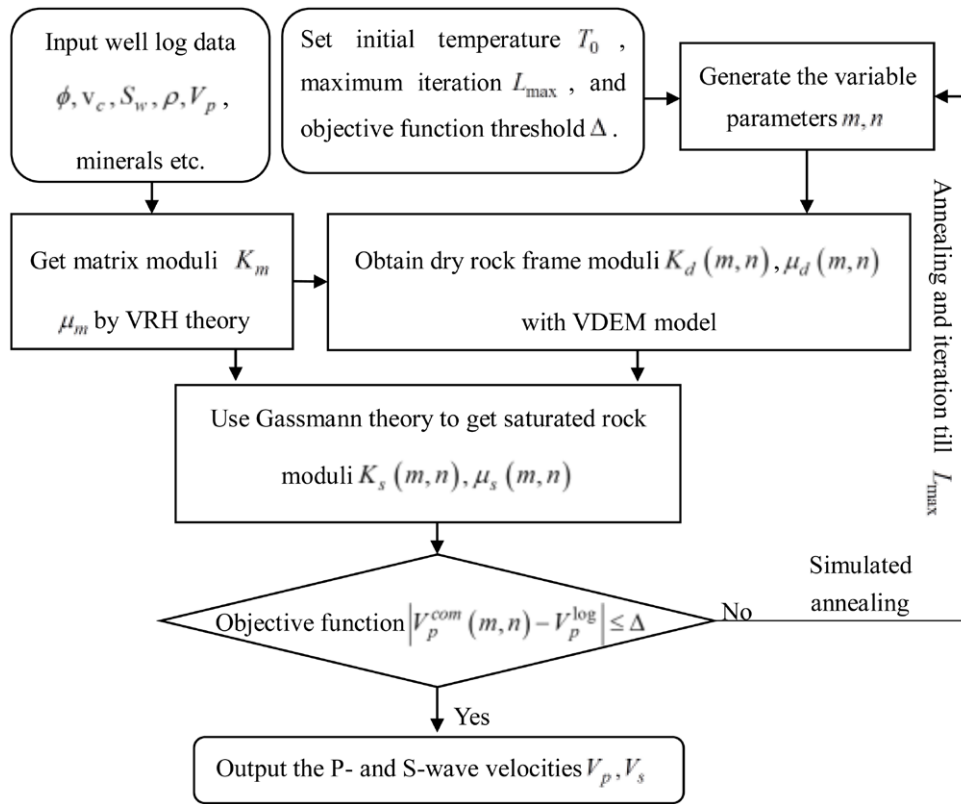 Input well log data
ϕ, v_c, S_w, ρ, V_p ,
minerals etc.
Set initial temperature T_0 ,
maximum iteration L_max , and
objective function threshold Δ .
Generate the variable
parameters m, n
Get matrix moduli K_m
μ_m by VRH theory
Obtain dry rock frame moduli K_d (m, n), μ_d (m, n)
with VDEM model
Annealing and iteration till L_max
Use Gassmann theory to get saturated rock
moduli K_s (m, n), μ_s (m, n)
Objective function |V_p^com (m, n) − V_p^log| ≤ Δ
No
Simulated
annealing
Yes
Output the P- and S-wave velocities V_p , V_s